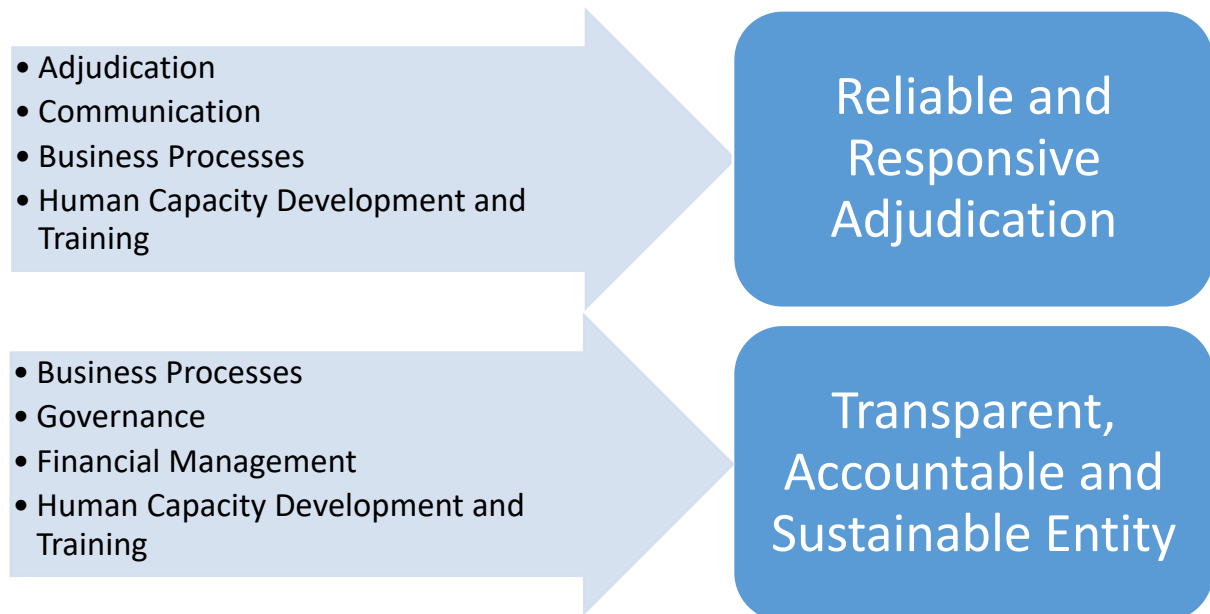 • Adjudication
• Communication
• Business Processes
• Human Capacity Development and
Training
Reliable and
Responsive
Adjudication
• Business Processes
• Governance
• Financial Management
• Human Capacity Development and
Training
Transparent,
Accountable and
Sustainable Entity